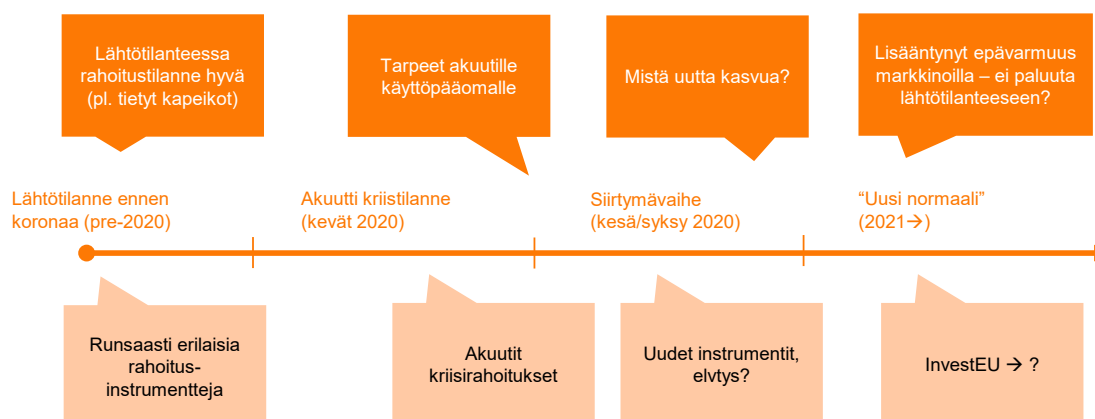 Lähtötilanteessa
rahoitustilanne hyvä
(pl. tietyt kapeikot)
Tarpeet akuutille
käyttöpääomalle
Mistä uutta kasvua?
Lisääntynyt epävarmuus
markkinoilla – ei paluuta
lähtötilanteeseen?
Lähtötilanne ennen
koronaa (pre-2020)
Akuutti kriistilanne
(kevät 2020)
Siirtymävaihe
(kesä/syksy 2020)
“Uusi normaali”
(2021→)
Runsaasti erilaisia
rahoitus-
instrumentteja
Akuutit
kriisirahoitukset
Uudet instrumentit,
elvtys?
InvestEU → ?